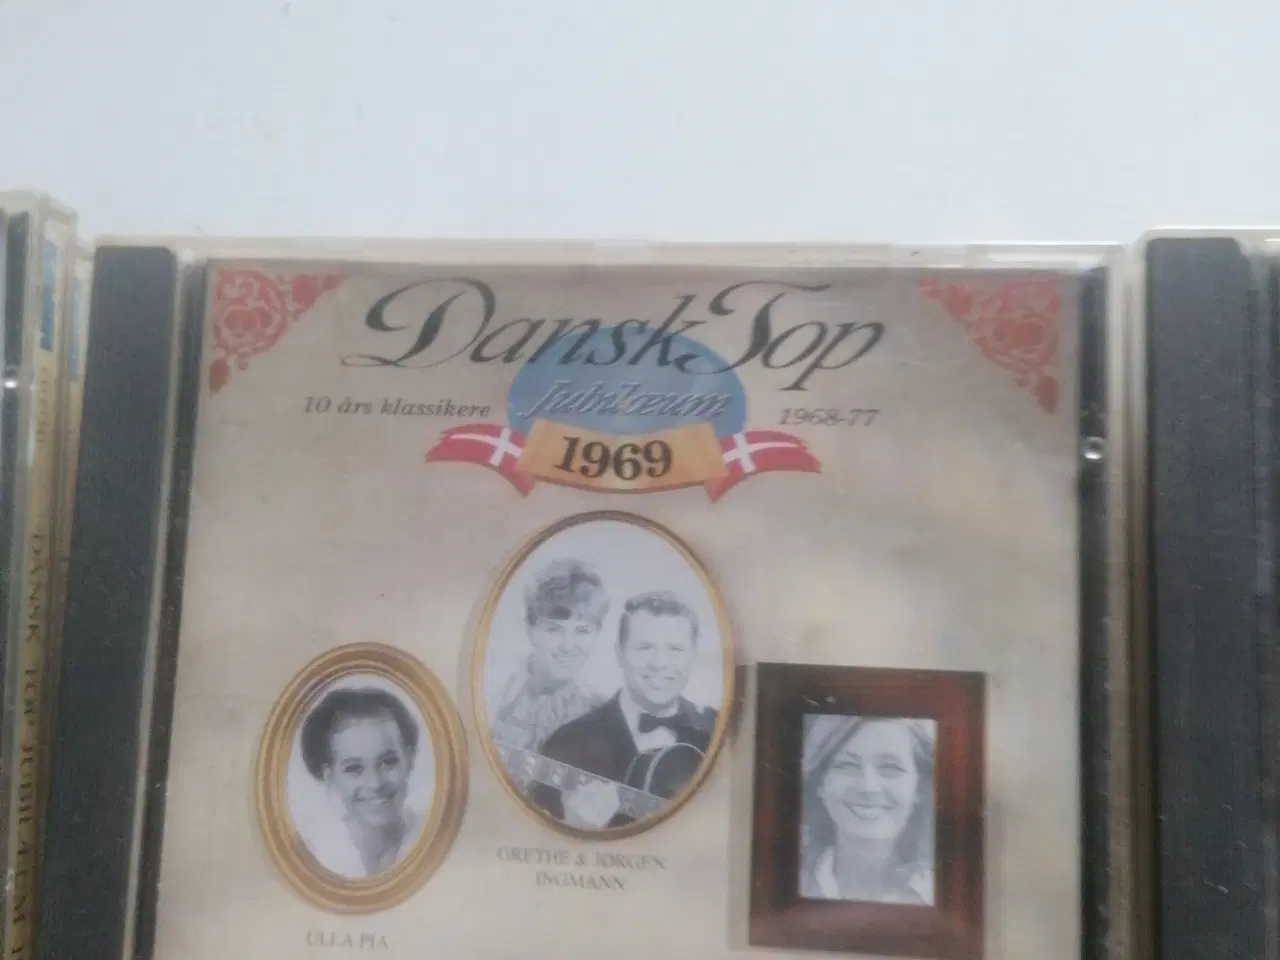 Dansk Top
10 års klassikere
Jubilæum
1968-77
1969
GRETHE & JØRGEN
INGMANN
ULLA PIA
DANSK TOP JUBILÆUM